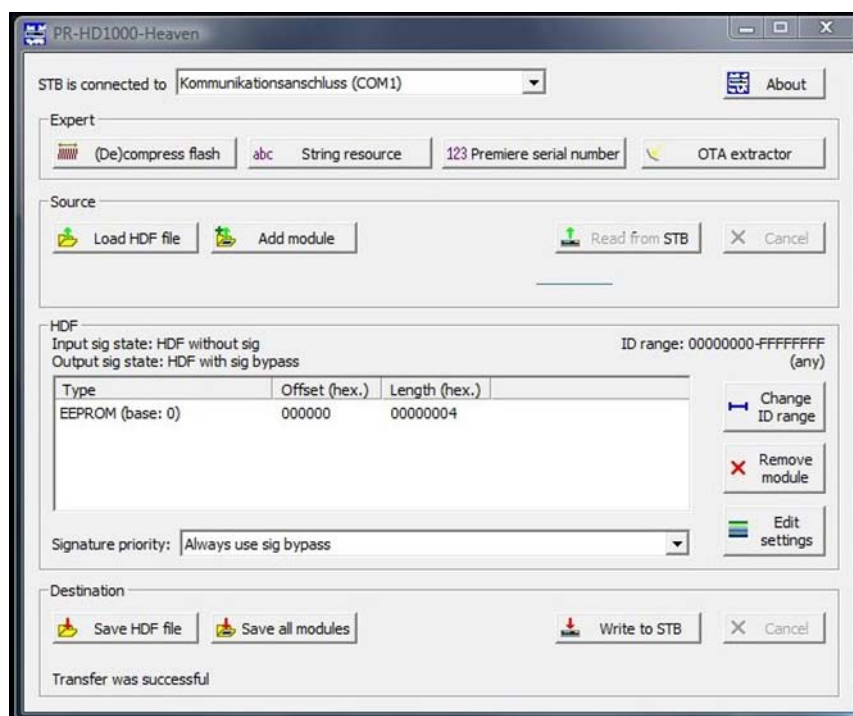 PR-HD1000-Heaven
STB is connected to Kommunikationsanschluss (COM1) About
Expert
(De)compress flash abc String resource 123 Premiere serial number OTA extractor
Source
Load HDF file Add module Read from STB Cancel
HDF
Input sig state: HDF without sig ID range: 00000000-FFFFFFFF
Output sig state: HDF with sig bypass (any)
Type Offset (hex.) Length (hex.)
EEPROM (base: 0) 000000 00000004
Change
ID range
Remove
module
Edit
settings
Signature priority: Always use sig bypass
Destination
Save HDF file Save all modules Write to STB Cancel
Transfer was successful